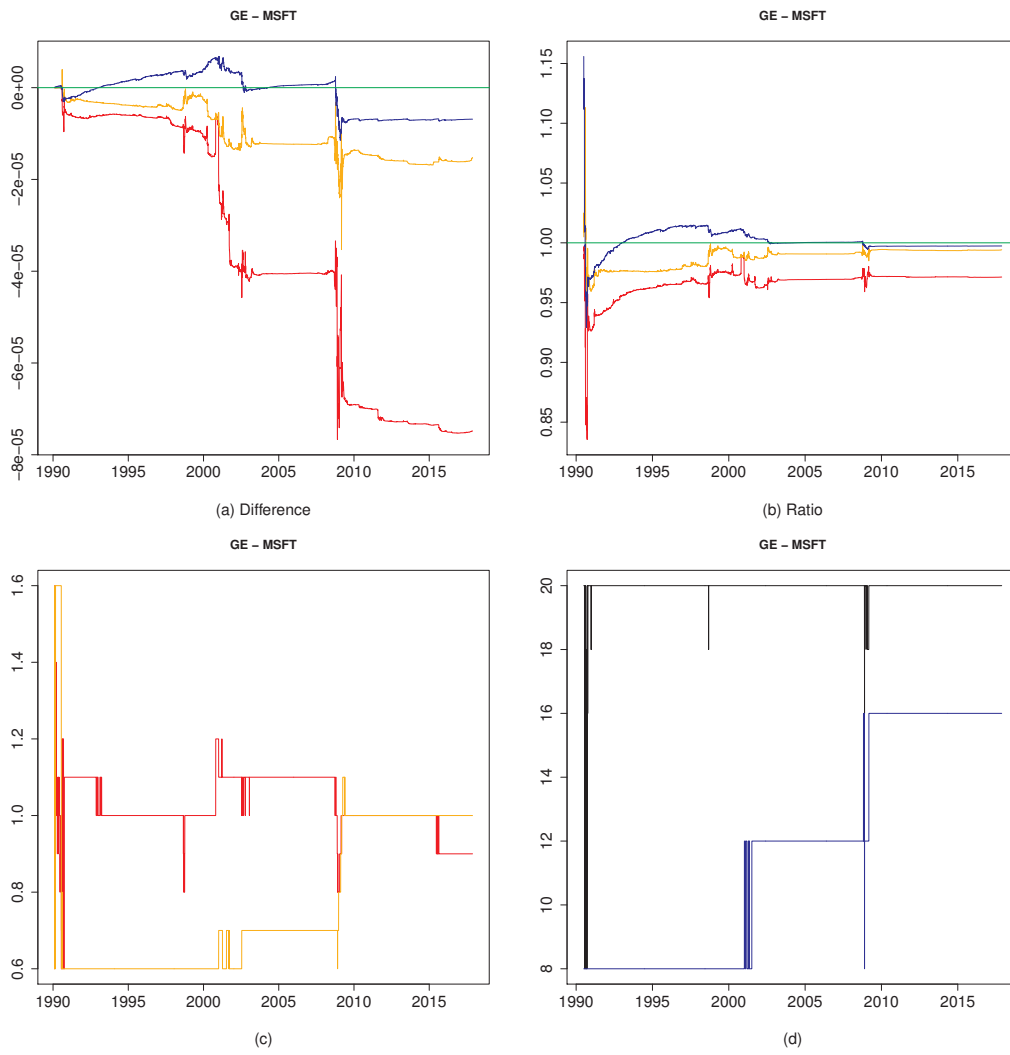 GE − MSFT
0e+00
−2e−05
−4e−05
−6e−05
−8e−05
1990 1995 2000 2005 2010 2015
(a) Difference
GE − MSFT
1.15
1.10
1.05
1.00
0.95
0.90
0.85
1990 1995 2000 2005 2010 2015
(b) Ratio
GE − MSFT
1.6
1.4
1.2
1.0
0.8
0.6
1990 1995 2000 2005 2010 2015
(c)
GE − MSFT
20
18
16
14
12
10
8
1990 1995 2000 2005 2010 2015
(d)